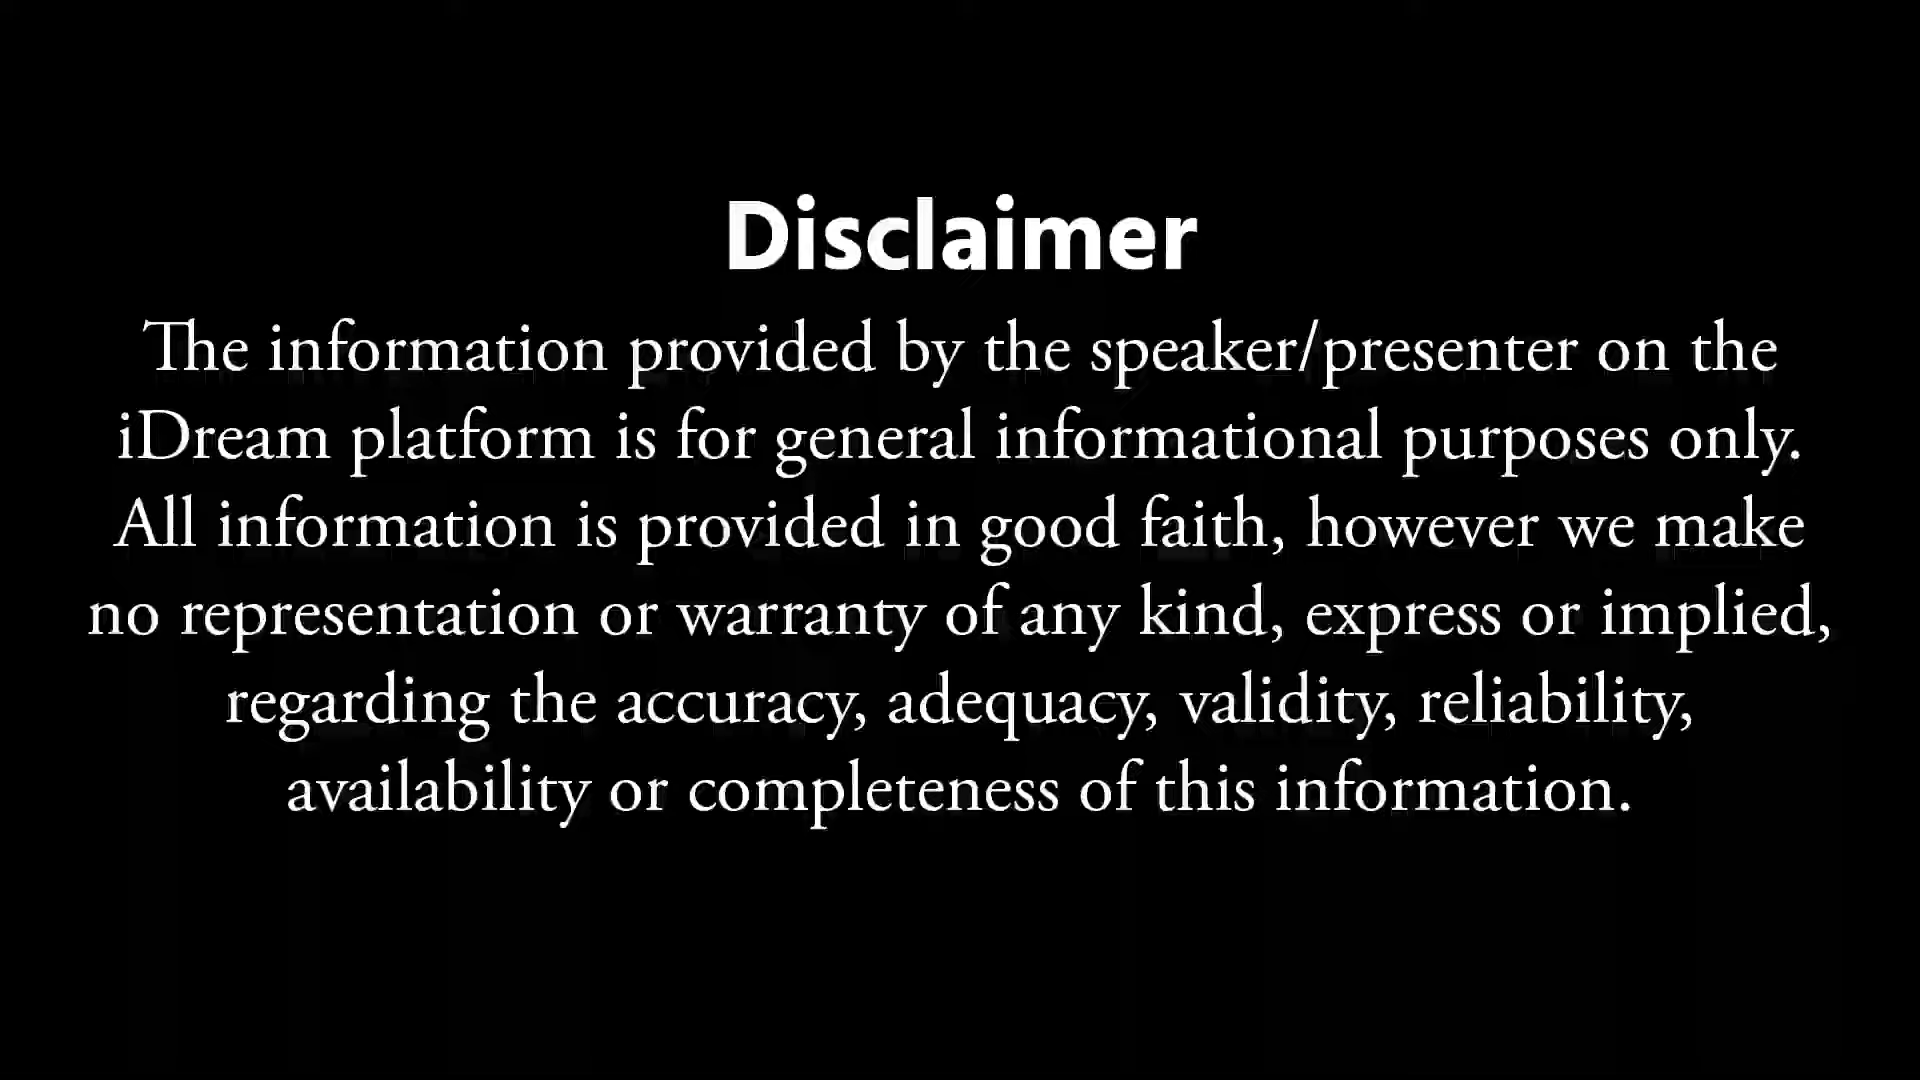 Disclaimer
The information provided by the speaker/presenter on the
iDream platform is for general informational purposes only.
All information is provided in good faith, however we make
no representation or warranty of any kind, express or implied,
regarding the accuracy, adequacy, validity, reliability,
availability or completeness of this information.